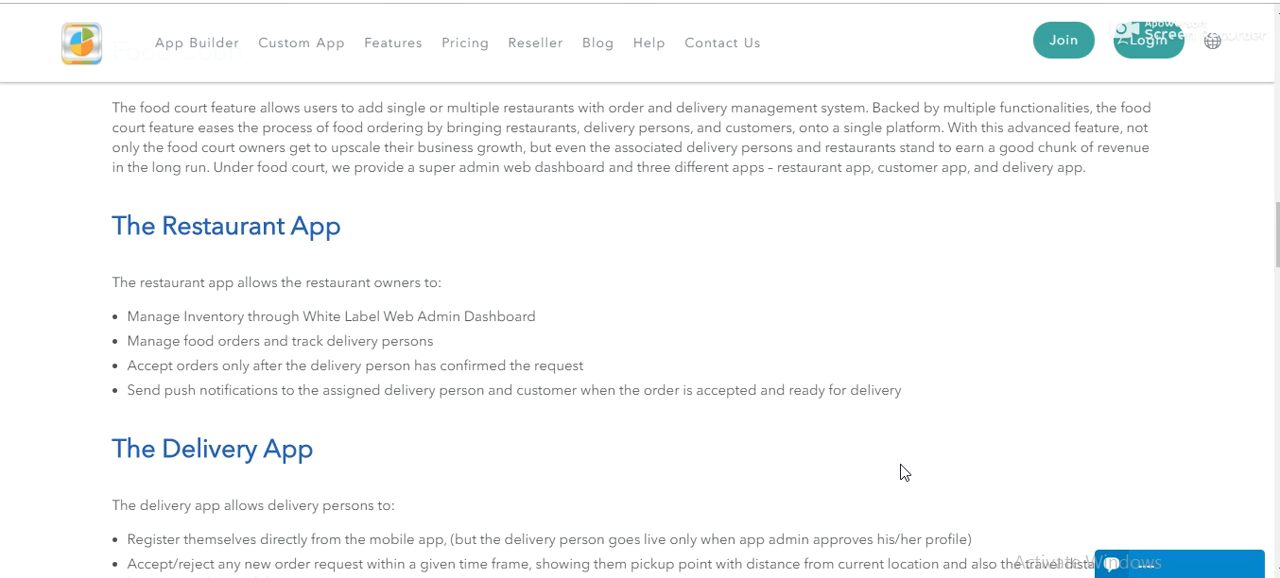 Food Court
App Builder Custom App Features Pricing Reseller Blog Help Contact Us Join Login
Apowersoft
Screen Recorder
The food court feature allows users to add single or multiple restaurants with order and delivery management system. Backed by multiple functionalities, the food
court feature eases the process of food ordering by bringing restaurants, delivery persons, and customers, onto a single platform. With this advanced feature, not
only the food court owners get to upscale their business growth, but even the associated delivery persons and restaurants stand to earn a good chunk of revenue
in the long run. Under food court, we provide a super admin web dashboard and three different apps – restaurant app, customer app, and delivery app.
The Restaurant App
The restaurant app allows the restaurant owners to:
• Manage Inventory through White Label Web Admin Dashboard
• Manage food orders and track delivery persons
• Accept orders only after the delivery person has confirmed the request
• Send push notifications to the assigned delivery person and customer when the order is accepted and ready for delivery
The Delivery App
The delivery app allows delivery persons to:
• Register themselves directly from the mobile app, (but the delivery person goes live only when app admin approves his/her profile)
• Accept/reject any new order request within a given time frame, showing them pickup point with distance from current location and also the travel
Activate Windows